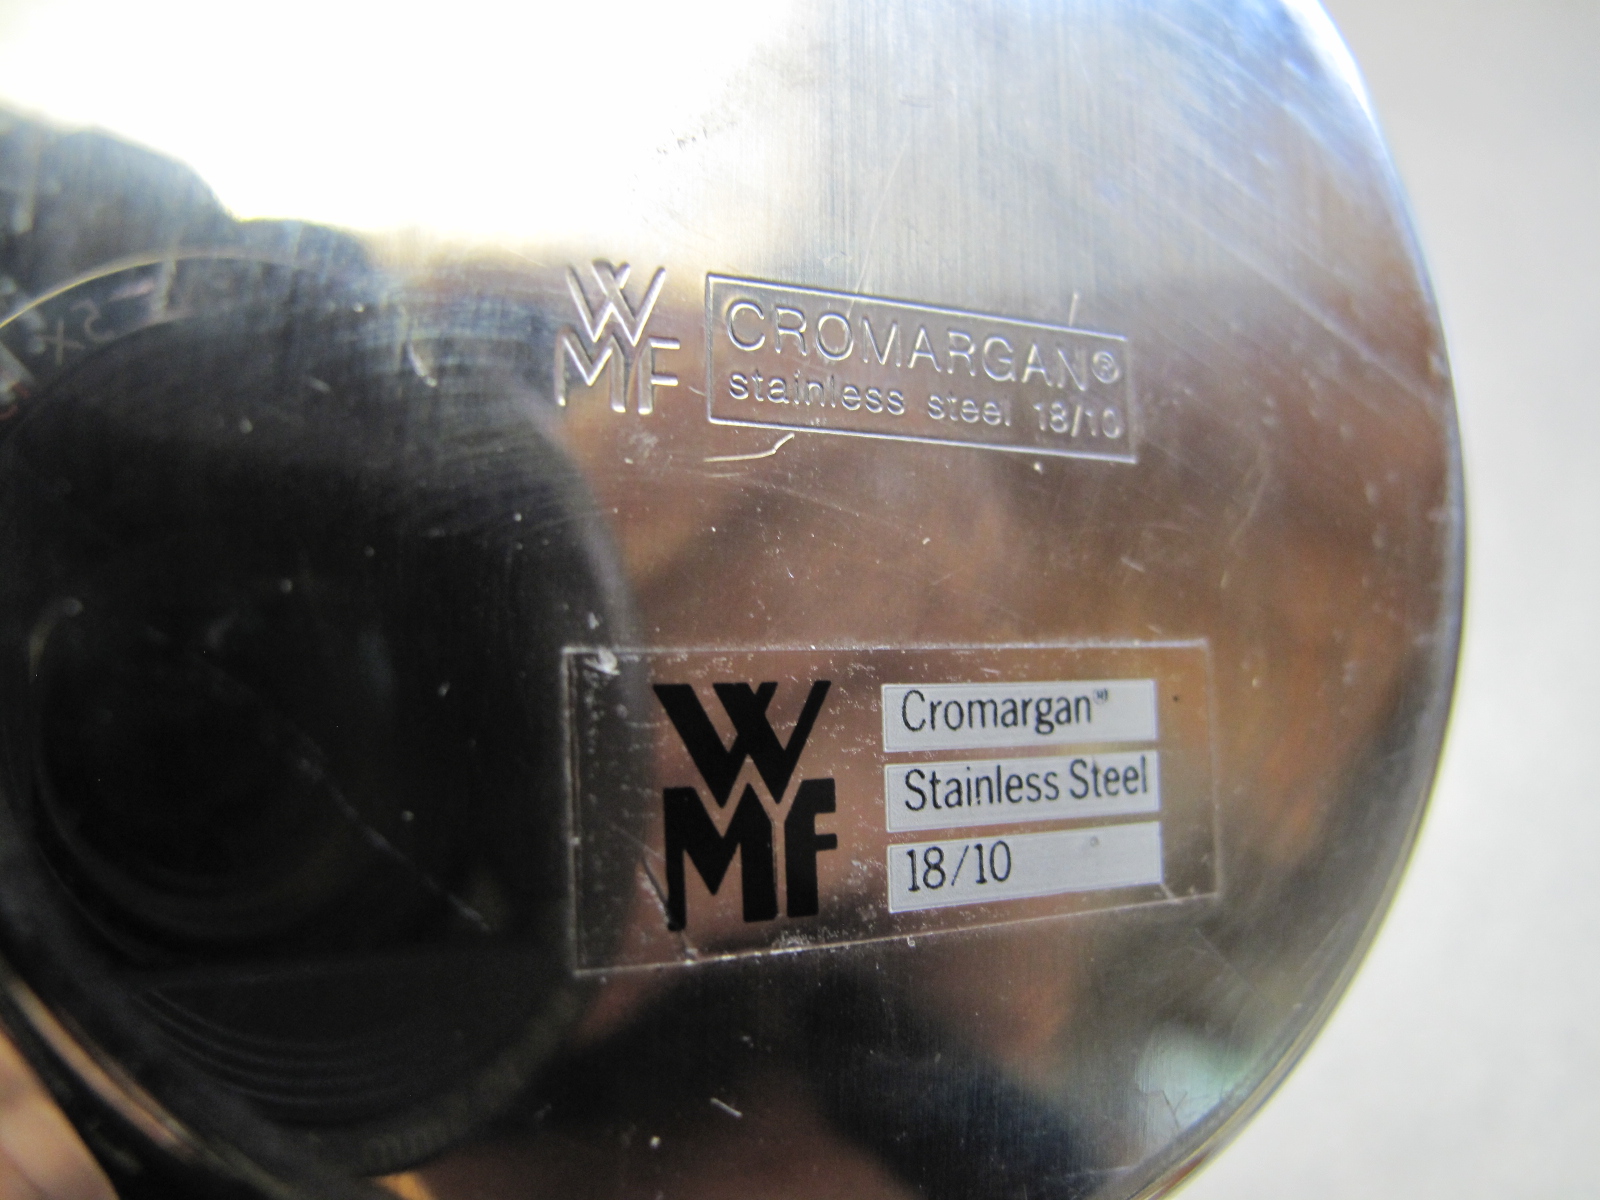 WMF
CROMARGAN®
stainless steel 18/10
WMF
Cromargan®
Stainless Steel
18/10